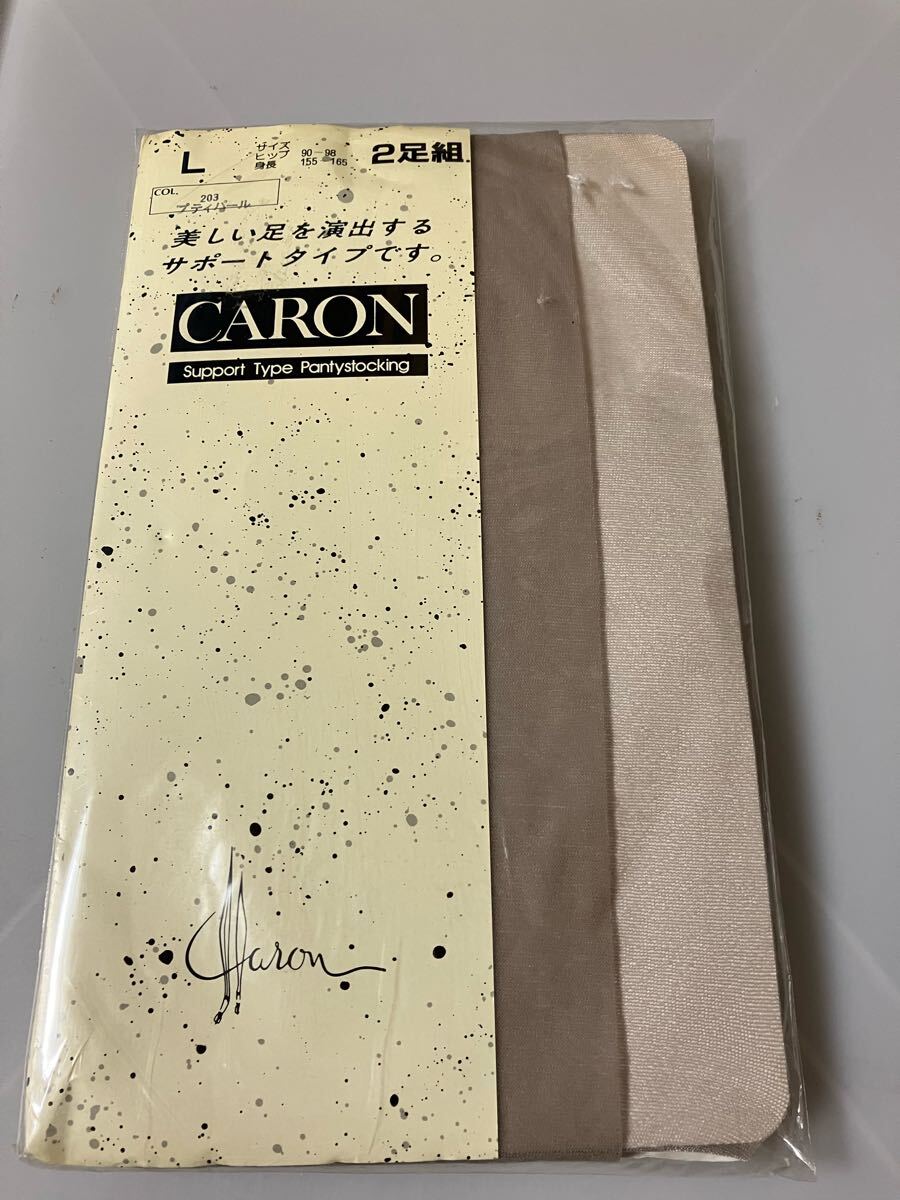 L
サイズ
ヒップ 90-98
身長 155 165
2足組
COL.
203
プティパール
美しい足を演出する
サポートタイプです。
CARON
Support Type Pantystocking
Caron